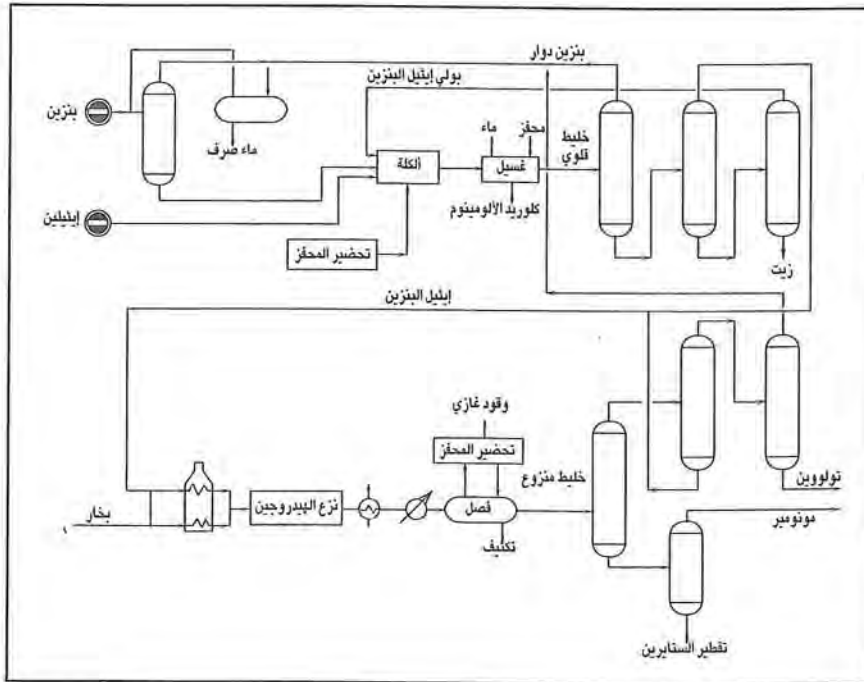 بنزين دوار
بولي إيثيل البنزين
بنزين
ماء صرف
ماء
محفز
خليط
قلوي
ألكلة
غسيل
كلوريد الألومينوم
إيثيلين
تحضير المحفز
زيت
إيثيل البنزين
وقود غازي
تحضير المحفز
خليط منزوع
تولووين
بخار
نزع الهيدروجين
فصل
مونومير
تكثيف
تقطير الستايرين